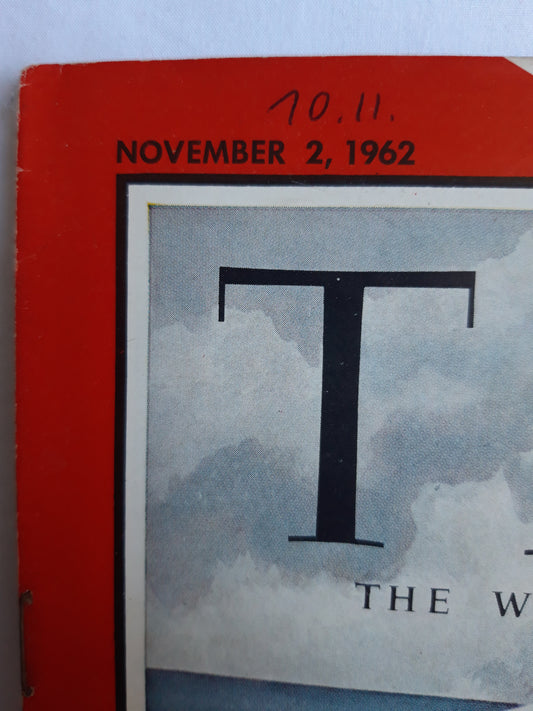 10.11.
NOVEMBER 2, 1962
T
THE W